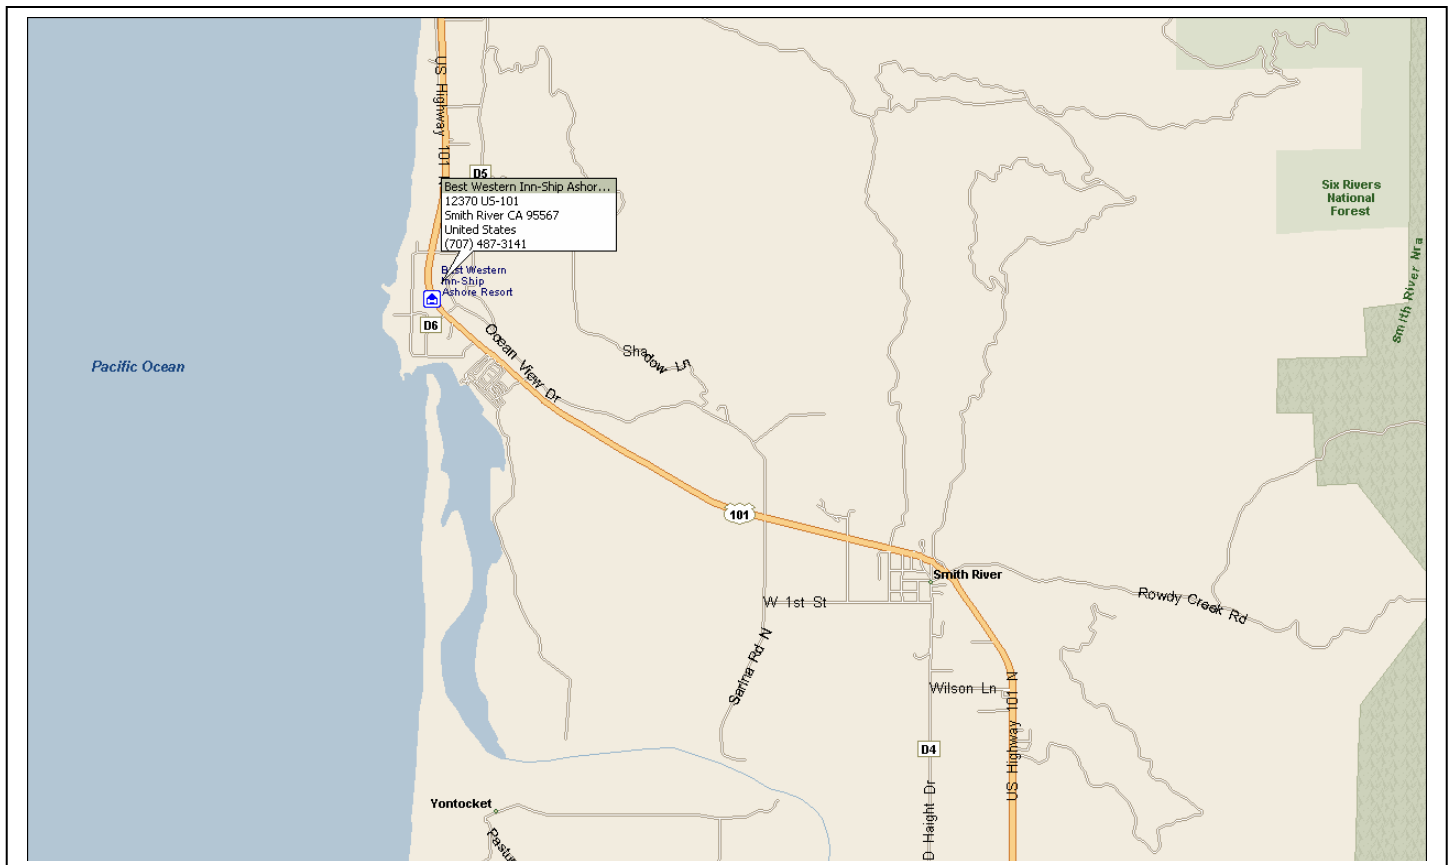 US Highway 101 N
D5
Best Western Inn-Ship Ashor...
12370 US-101
Smith River CA 95567
United States
(707) 487-3141
Best Western
Inn-Ship
Ashore Resort
D6
Six Rivers
National
Forest
Smith River Nra
Pacific Ocean
Ocean View Dr
Shadow Ln
101
Smith River
Rowdy Creek Rd
W 1st St
Sarina Rd N
Wilson Ln
US Highway 101 N
D4
D Haight Dr
Yontocket
Pastu